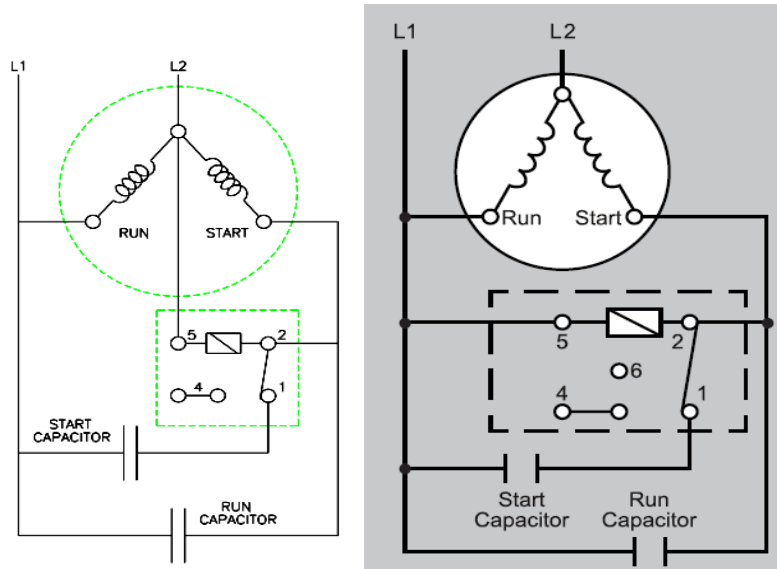 L1
L2
RUN
START
5
2
4
1
START
CAPACITOR
RUN
CAPACITOR
L1
L2
Run
Start
5
2
6
4
1
Start
Capacitor
Run
Capacitor